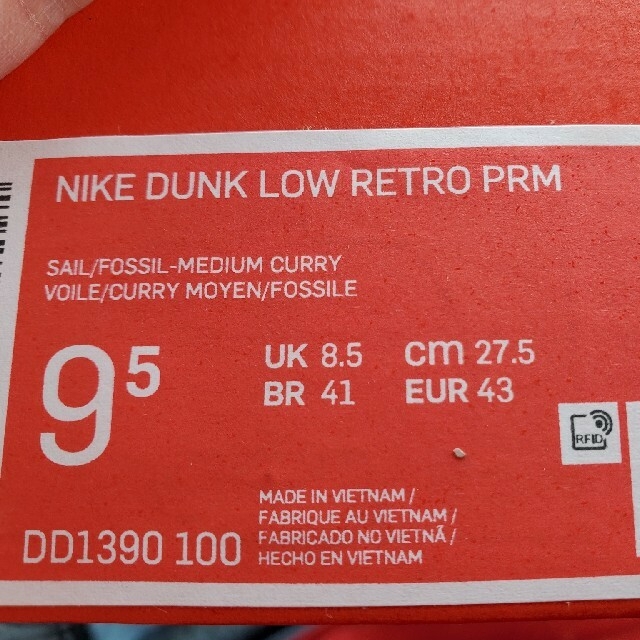 NIKE DUNK LOW RETRO PRM
SAIL/FOSSIL-MEDIUM CURRY
VOILE/CURRY MOYEN/FOSSILE
9⁵
UK 8.5 cm 27.5
BR 41 EUR 43
RFID
DD1390 100
MADE IN VIETNAM /
FABRIQUE AU VIETNAM /
FABRICADO NO VIETNÃ /
HECHO EN VIETNAM